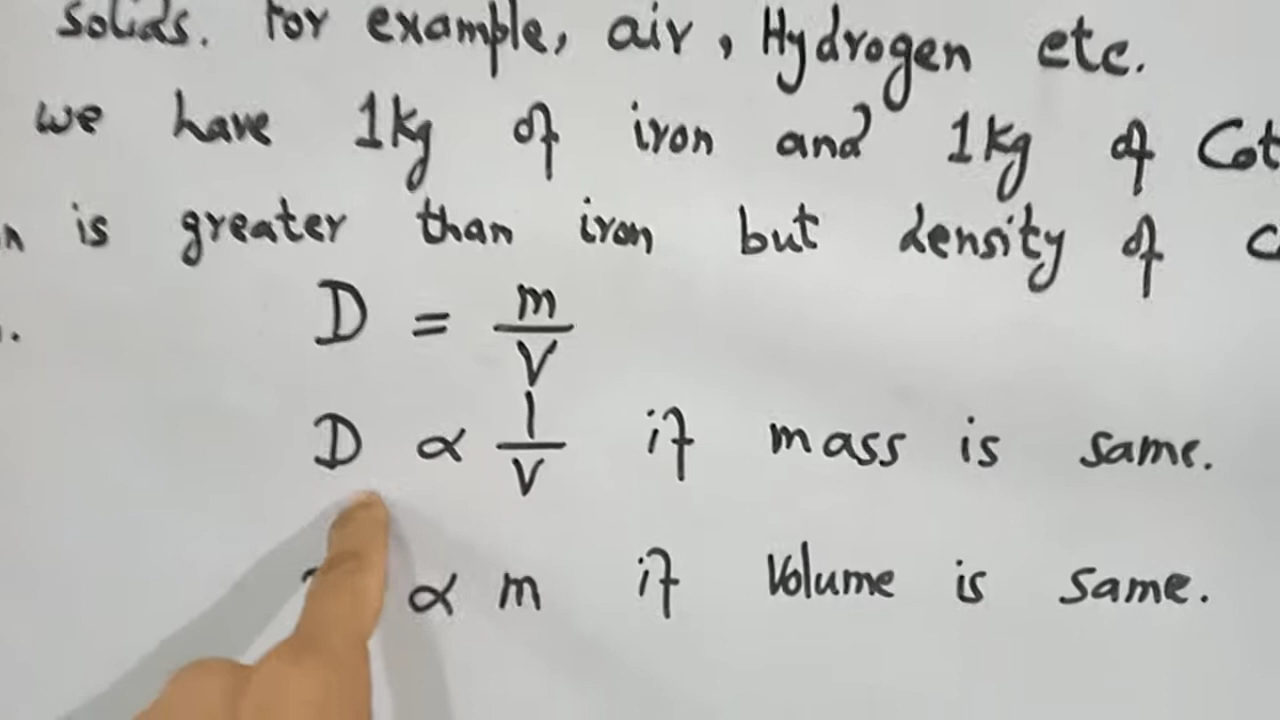 solids. For example, air, Hydrogen etc.
we have 1kg of iron and 1kg of Cot
n is greater than iron but density of C
D = m/V
D ∝ 1/V if mass is same.
∝ m if Volume is same.